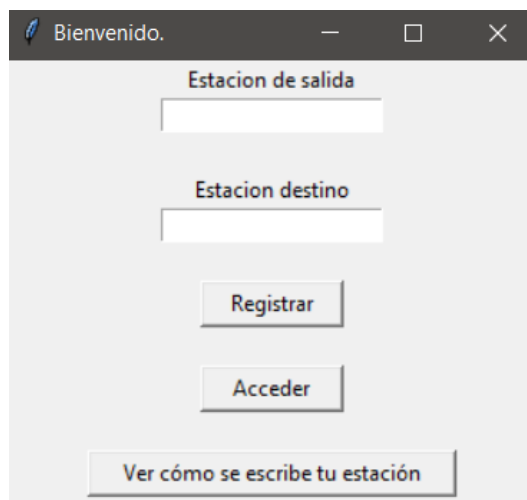 Bienvenido.
Estacion de salida
Estacion destino
Registrar
Acceder
Ver cómo se escribe tu estación